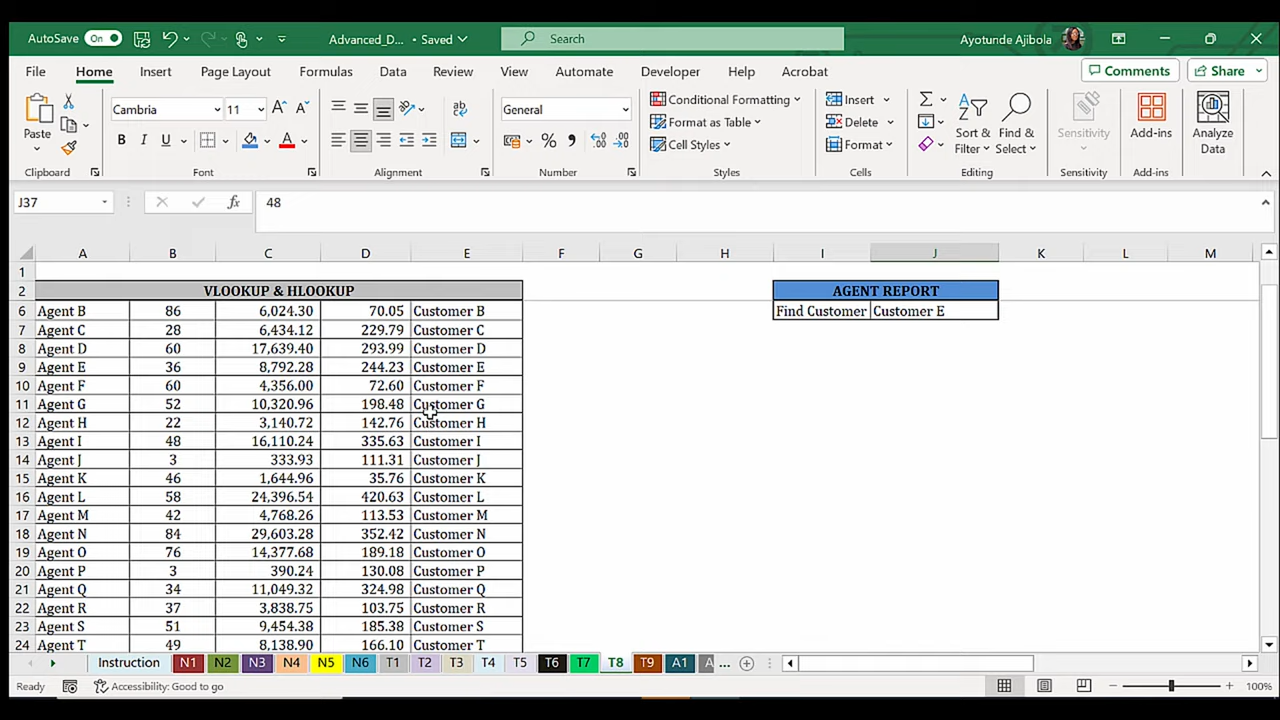 AutoSave On Advanced_D... • Saved Search Ayotunde Ajibola
File Home Insert Page Layout Formulas Data Review View Automate Developer Help Acrobat Comments Share
Paste Cambria 11 A A ab General Conditional Formatting Insert Sort & Filter Find & Select Sensitivity Add-ins Analyze Data
B I U A % Format as Table Delete
Cell Styles Format
Clipboard Font Alignment Number Styles Cells Editing Sensitivity Add-ins
J37 fx 48
A B C D E F G H I J K L M
1
2 VLOOKUP & HLOOKUP AGENT REPORT
6 Agent B 86 6,024.30 70.05 Customer B Find Customer Customer E
7 Agent C 28 6,434.12 229.79 Customer C
8 Agent D 60 17,639.40 293.99 Customer D
9 Agent E 36 8,792.28 244.23 Customer E
10 Agent F 60 4,356.00 72.60 Customer F
11 Agent G 52 10,320.96 198.48 Customer G
12 Agent H 22 3,140.72 142.76 Customer H
13 Agent I 48 16,110.24 335.63 Customer I
14 Agent J 3 333.93 111.31 Customer J
15 Agent K 46 1,644.96 35.76 Customer K
16 Agent L 58 24,396.54 420.63 Customer L
17 Agent M 42 4,768.26 113.53 Customer M
18 Agent N 84 29,603.28 352.42 Customer N
19 Agent O 76 14,377.68 189.18 Customer O
20 Agent P 3 390.24 130.08 Customer P
21 Agent Q 34 11,049.32 324.98 Customer Q
22 Agent R 37 3,838.75 103.75 Customer R
23 Agent S 51 9,454.38 185.38 Customer S
24 Agent T 49 8,138.90 166.10 Customer T
Instruction N1 N2 N3 N4 N5 N6 T1 T2 T3 T4 T5 T6 T7 T8 T9 A1 A ...
Ready Accessibility: Good to go 100%